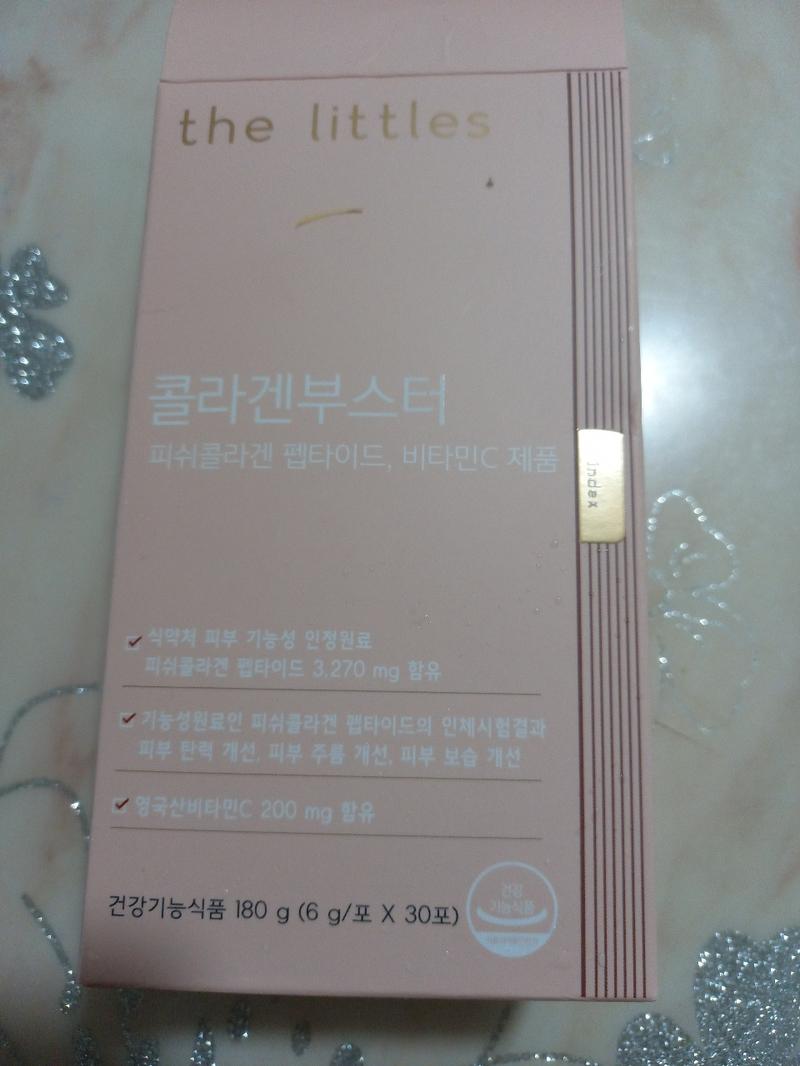 the littles
콜라겐부스터
피쉬콜라겐 펩타이드, 비타민C 제품
index
식약처 피부 기능성 인정원료
피쉬콜라겐 펩타이드 3,270 mg 함유
기능성원료인 피쉬콜라겐 펩타이드의 인체시험결과
피부 탄력 개선, 피부 주름 개선, 피부 보습 개선
영국산비타민C 200 mg 함유
건강기능식품 180 g (6 g/포 X 30포)
건강
기능식품